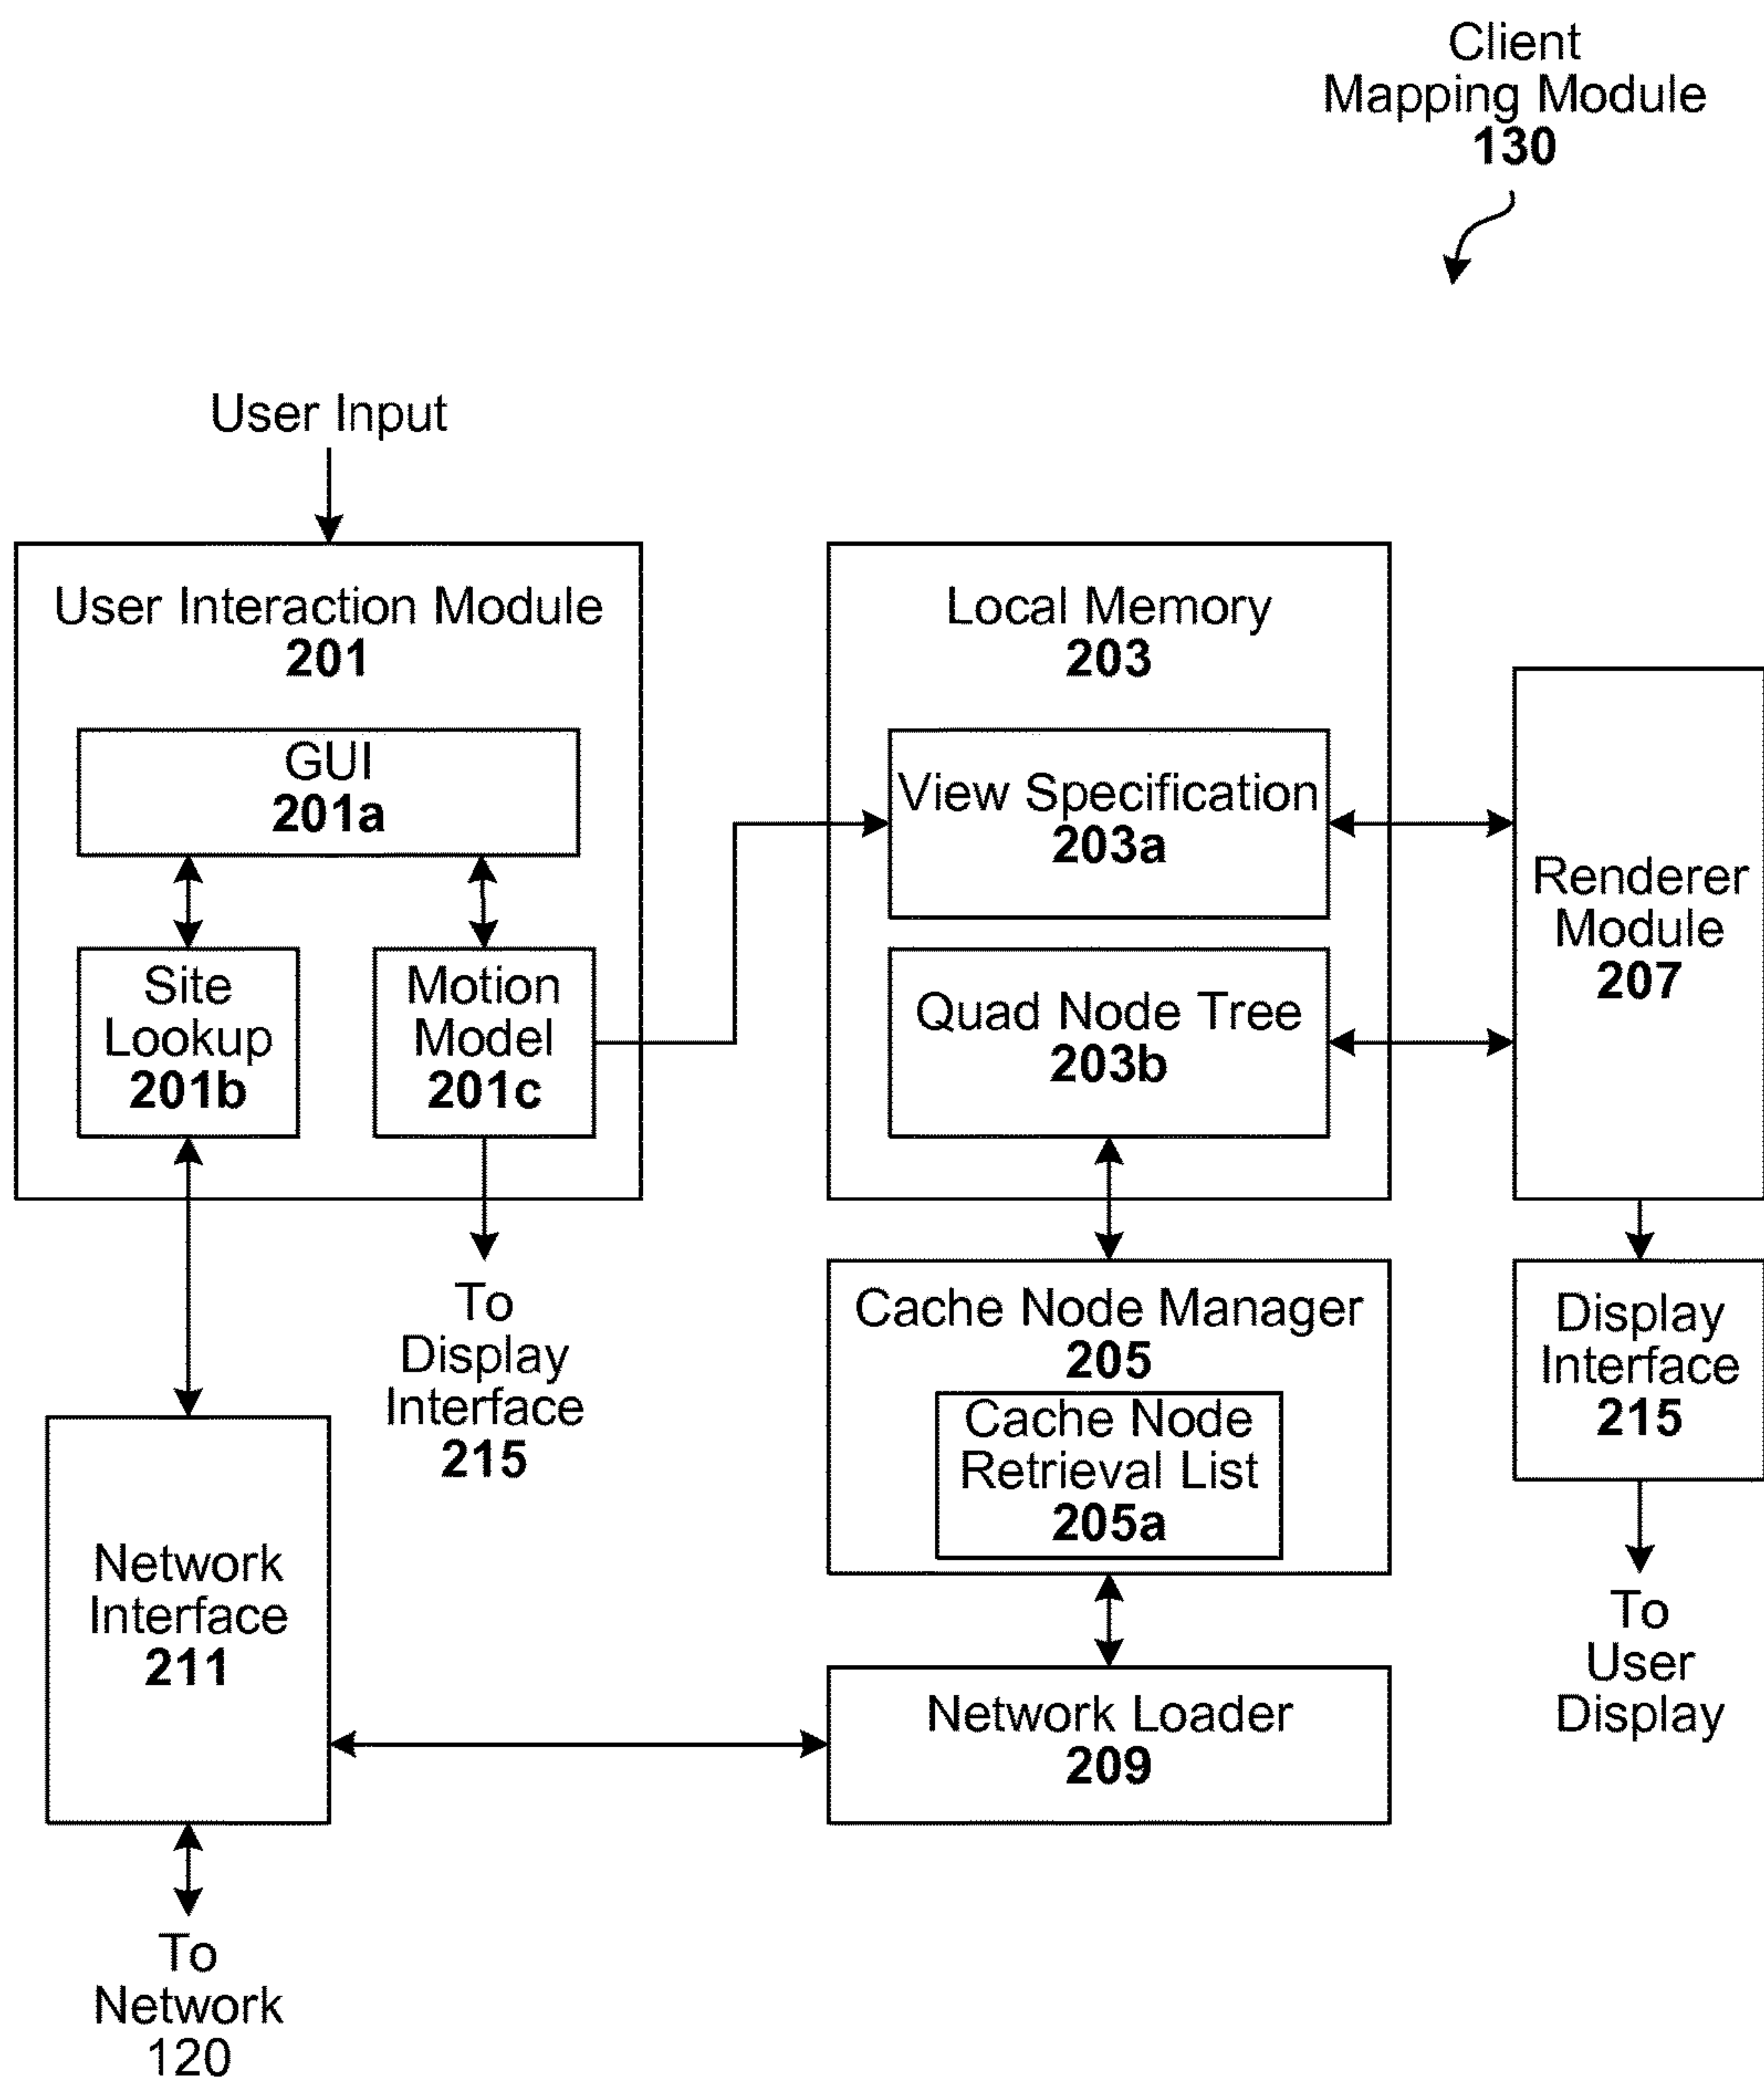 Client
Mapping Module
130
User Input
User Interaction Module
201
GUI
201a
Site
Lookup
201b
Motion
Model
201c
To
Display
Interface
215
Local Memory
203
View Specification
203a
Quad Node Tree
203b
Renderer
Module
207
Cache Node Manager
205
Cache Node
Retrieval List
205a
Display
Interface
215
Network
Interface
211
Network Loader
209
To
User
Display
To
Network
120